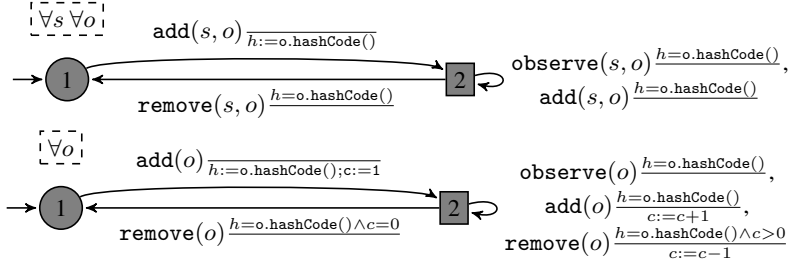 ∀s ∀o
add(s, o) / h:=o.hashCode()
1
2
remove(s, o) h=o.hashCode() /
observe(s, o) h=o.hashCode() / ,
add(s, o) h=o.hashCode() /
∀o
add(o) / h:=o.hashCode();c:=1
1
2
remove(o) h=o.hashCode()∧c=0 /
observe(o) h=o.hashCode() / ,
add(o) h=o.hashCode() / c:=c+1 ,
remove(o) h=o.hashCode()∧c>0 / c:=c−1